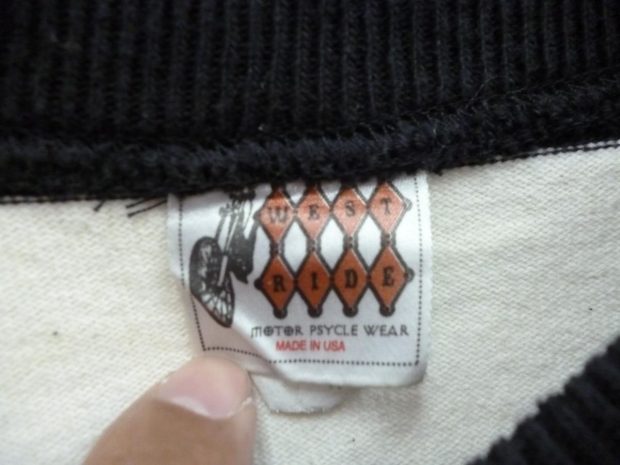 WEST
RIDE
MOTOR PSYCLE WEAR
MADE IN USA